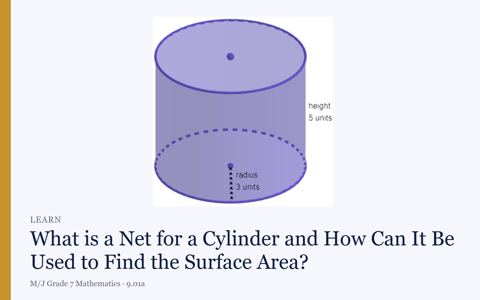 height
5 units
radius
3 units
LEARN
What is a Net for a Cylinder and How Can It Be
Used to Find the Surface Area?
M/J Grade 7 Mathematics · 9.01a